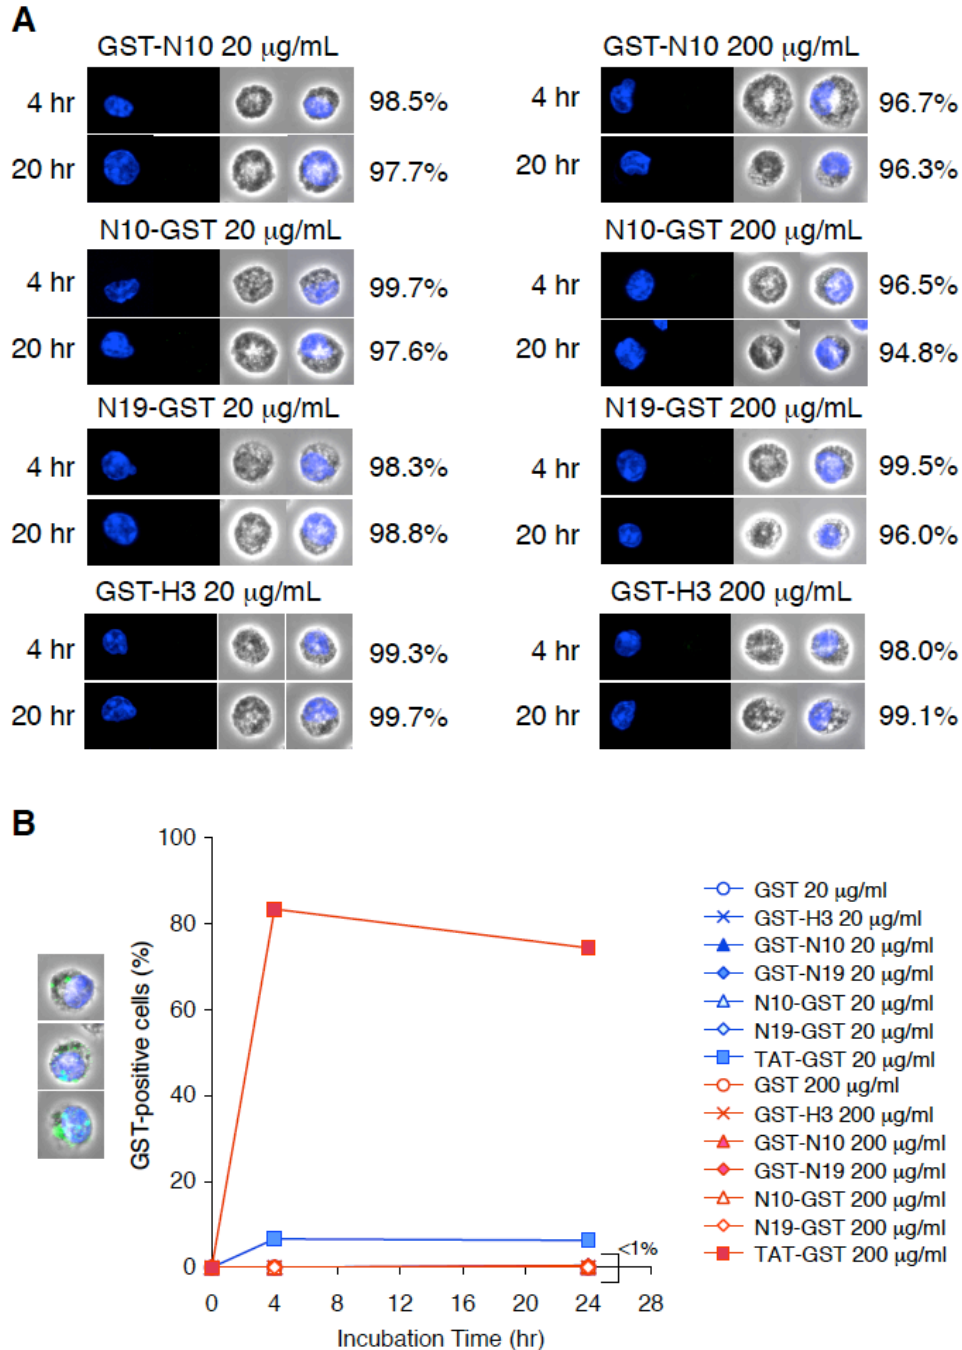 A
GST-N10 20 μg/mL
4 hr 98.5%
20 hr 97.7%
N10-GST 20 μg/mL
4 hr 99.7%
20 hr 97.6%
N19-GST 20 μg/mL
4 hr 98.3%
20 hr 98.8%
GST-H3 20 μg/mL
4 hr 99.3%
20 hr 99.7%
GST-N10 200 μg/mL
4 hr 96.7%
20 hr 96.3%
N10-GST 200 μg/mL
4 hr 96.5%
20 hr 94.8%
N19-GST 200 μg/mL
4 hr 99.5%
20 hr 96.0%
GST-H3 200 μg/mL
4 hr 98.0%
20 hr 99.1%
B
GST-positive cells (%)
100
80
60
40
20
0
<1%
0 4 8 12 16 20 24 28
Incubation Time (hr)
GST 20 μg/ml
GST-H3 20 μg/ml
GST-N10 20 μg/ml
GST-N19 20 μg/ml
N10-GST 20 μg/ml
N19-GST 20 μg/ml
TAT-GST 20 μg/ml
GST 200 μg/ml
GST-H3 200 μg/ml
GST-N10 200 μg/ml
GST-N19 200 μg/ml
N10-GST 200 μg/ml
N19-GST 200 μg/ml
TAT-GST 200 μg/ml